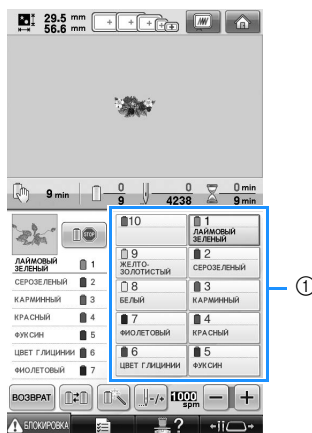 29.5 mm
56.6 mm
9 min
0
9
0
4238
0 min
9 min
STOP
ЛАЙМОВЫЙ ЗЕЛЕНЫЙ 1
СЕРОЗЕЛЕНЫЙ 2
КАРМИННЫЙ 3
КРАСНЫЙ 4
ФУКСИН 5
ЦВЕТ ГЛИЦИНИИ 6
ФИОЛЕТОВЫЙ 7
10
1
ЛАЙМОВЫЙ
ЗЕЛЕНЫЙ
9
ЖЕЛТО-
ЗОЛОТИСТЫЙ
2
СЕРОЗЕЛЕНЫЙ
8
БЕЛЫЙ
3
КАРМИННЫЙ
7
ФИОЛЕТОВЫЙ
4
КРАСНЫЙ
6
ЦВЕТ ГЛИЦИНИИ
5
ФУКСИН
1
ВОЗВРАТ
-/+
1000
spm
- +
БЛОКИРОВКА
?